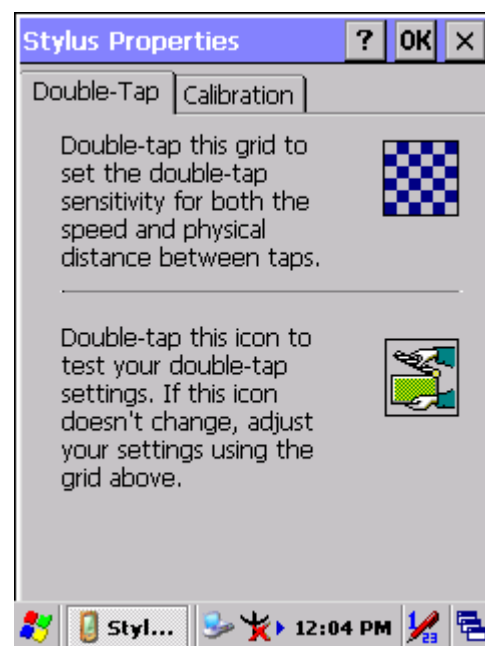 Stylus Properties ? OK ×
Double-Tap Calibration
Double-tap this grid to
set the double-tap
sensitivity for both the
speed and physical
distance between taps.
Double-tap this icon to
test your double-tap
settings. If this icon
doesn't change, adjust
your settings using the
grid above.
Styl... 12:04 PM 1 23